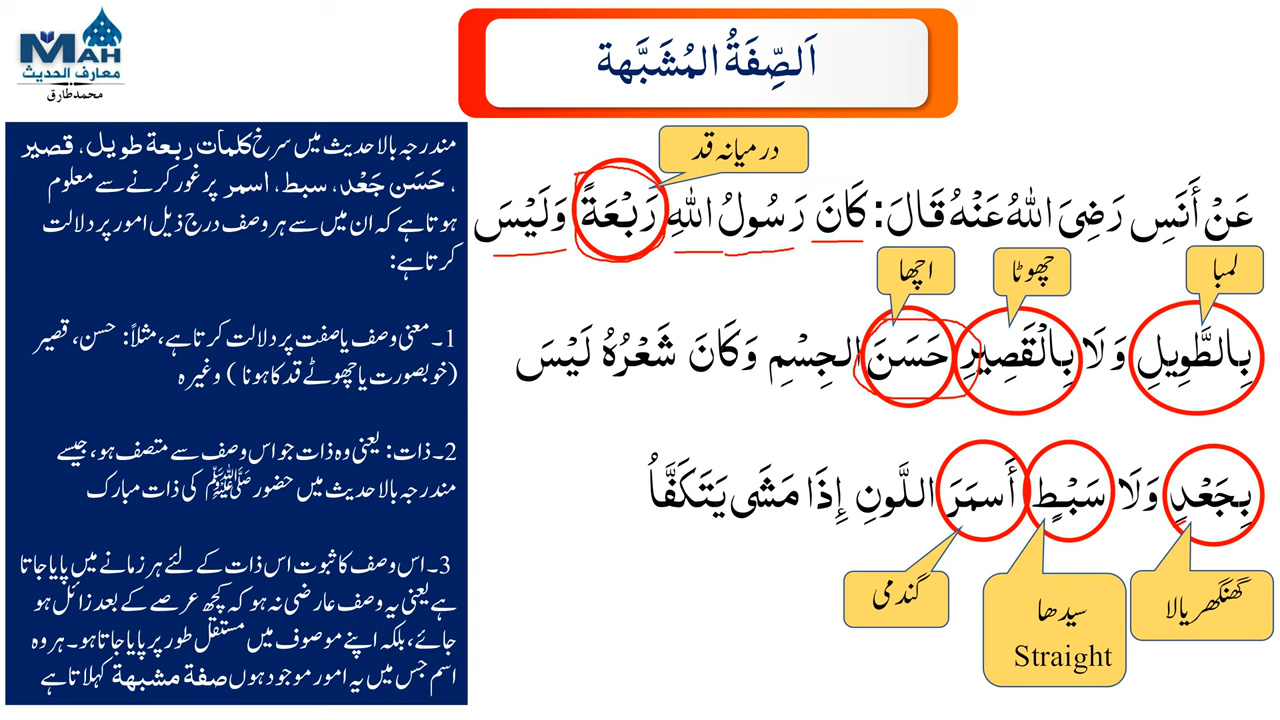 MAH
معارف الحدیث
محمد طارق
اَلصِّفَةُ المُشَبَّهة
درمیانہ قد
عَنْ أَنَسِ رَضِيَ اللهُ عَنْهُ قَالَ: كَانَ رَسُولُ اللهِ رَبْعَةً وَلَيْسَ
لمبا
چھوٹا
اچھا
بِالطَّوِيلِ وَلَا بِالْقَصِيرِ حَسَنَ الجِسْمِ وَكَانَ شَعْرُهُ لَيْسَ
بِجَعْدٍ وَلَا سَبْطٍ أَسمَرَ اللَّونِ إِذَا مَشَى يَتَكَفَّاُ
گھنگھریالا
سیدھا
Straight
گندمی
مندرجہ بالا حدیث میں سرخ کلمات ربعة طويل، قصير
، حَسَن جَعْد، سبط، اسمر پر غور کرنے سے معلوم
ہوتا ہے کہ ان میں سے ہر وصف درج ذیل امور پر دلالت
کرتا ہے:
1۔ معنی وصف یا صفت پر دلالت کرتا ہے، مثلاً: حسن، قصیر
(خوبصورت یا چھوٹے قد کا ہونا) وغیرہ
2۔ ذات: یعنی وہ ذات جو اس وصف سے متصف ہو، جیسے
مندرجہ بالا حدیث میں حضور ﷺ کی ذات مبارک
3۔ اس وصف کا ثبوت اس ذات کے لئے ہر زمانے میں پایا جاتا
ہے یعنی یہ وصف عارضی نہ ہو کہ کچھ عرصے کے بعد زائل ہو
جائے، بلکہ اپنے موصوف میں مستقل طور پر پایا جاتا ہو۔ ہر وہ
اسم جس میں یہ امور موجود ہوں صفة مشبهة کہلاتا ہے